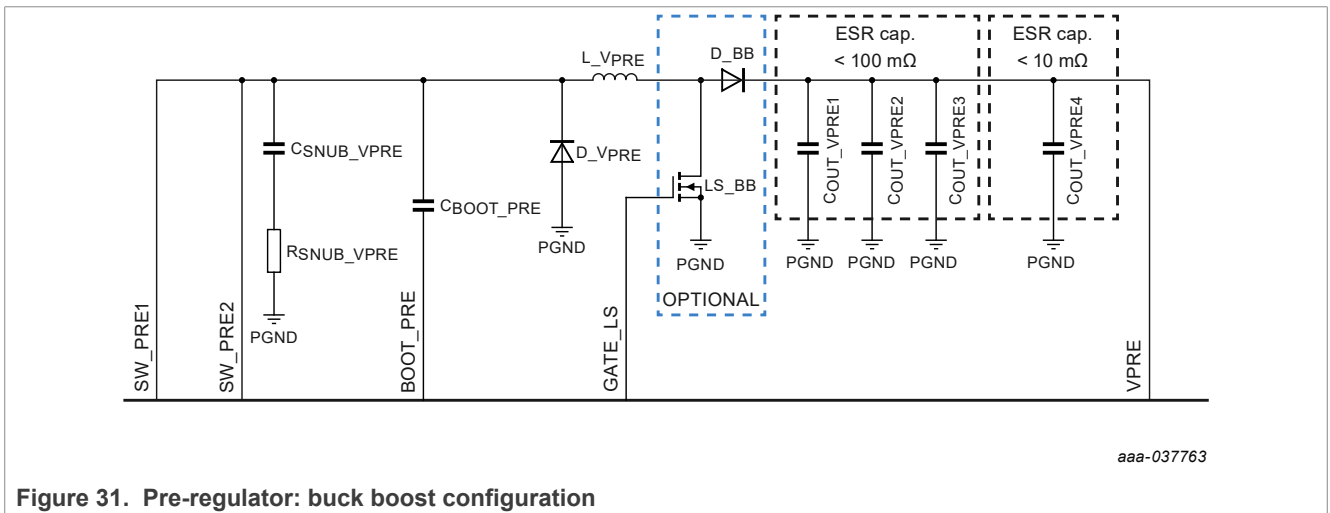 ESR cap.
< 100 mΩ
ESR cap.
< 10 mΩ
L_VPRE
D_BB
CSNUB_VPRE
D_VPRE
COUT_VPRE1
COUT_VPRE2
COUT_VPRE3
COUT_VPRE4
LS_BB
CBOOT_PRE
RSNUB_VPRE
PGND
PGND
PGND
PGND
PGND
PGND
PGND
OPTIONAL
SW_PRE1
SW_PRE2
BOOT_PRE
GATE_LS
VPRE
aaa-037763
Figure 31. Pre-regulator: buck boost configuration